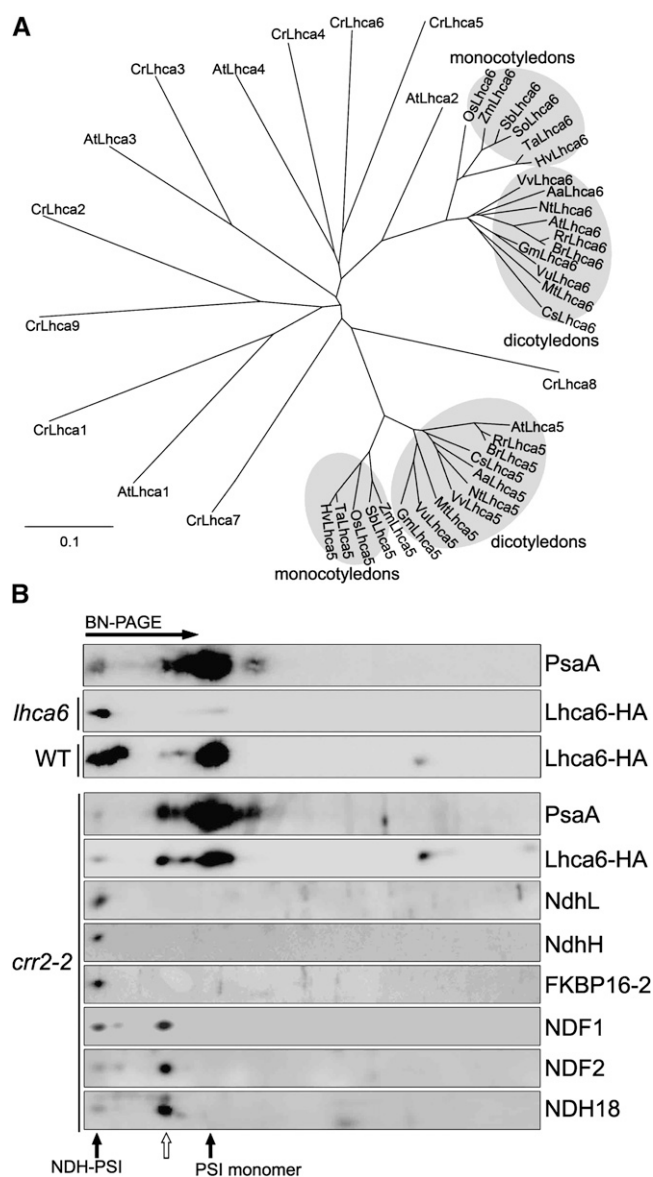 A
CrLhca6
CrLhca5
CrLhca4
CrLhca3
AtLhca4
AtLhca2
monocotyledons
OsLhca6
ZmLhca6
SbLhca6
SoLhca6
TaLhca6
HvLhca6
AtLhca3
VvLhca6
AaLhca6
NtLhca6
AtLhca6
RrLhca6
BrLhca6
GmLhca6
VuLhca6
MtLhca6
CsLhca6
dicotyledons
CrLhca2
CrLhca9
CrLhca8
CrLhca1
AtLhca1
CrLhca7
AtLhca5
RrLhca5
BrLhca5
CsLhca5
AaLhca5
NtLhca5
VvLhca5
MtLhca5
VuLhca5
GmLhca5
dicotyledons
ZmLhca5
SbLhca5
OsLhca5
TaLhca5
HvLhca5
monocotyledons
0.1
B
BN-PAGE
PsaA
lhca6 Lhca6-HA
WT Lhca6-HA
PsaA
Lhca6-HA
NdhL
NdhH
crr2-2
FKBP16-2
NDF1
NDF2
NDH18
NDH-PSI PSI monomer